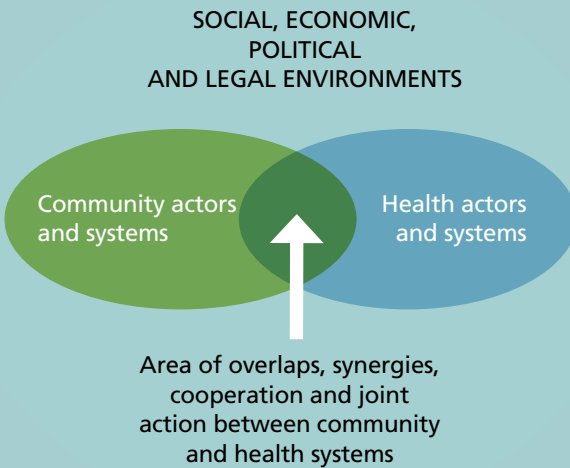 SOCIAL, ECONOMIC,
POLITICAL
AND LEGAL ENVIRONMENTS
Community actors
and systems
Health actors
and systems
Area of overlaps, synergies,
cooperation and joint
action between community
and health systems